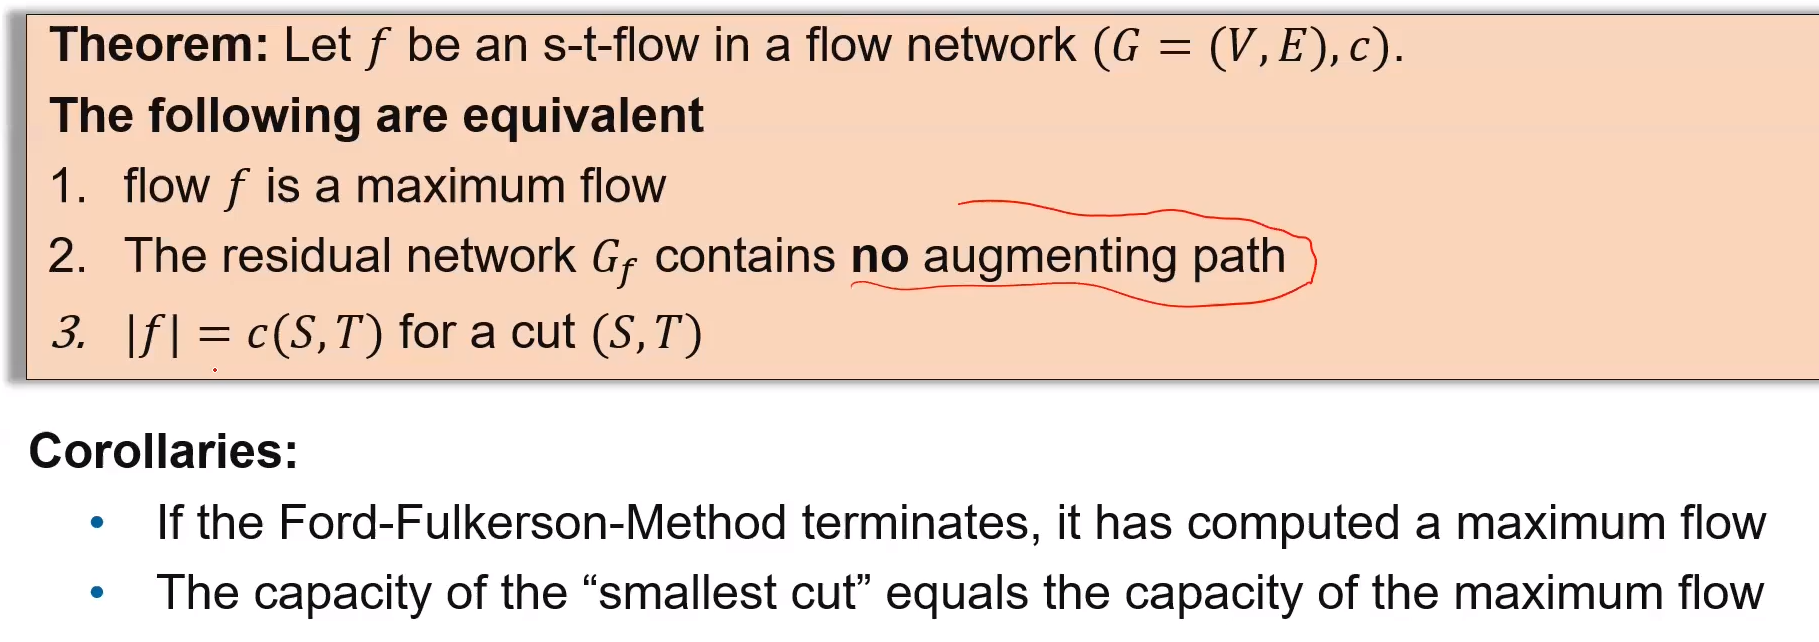 Theorem: Let f be an s-t-flow in a flow network (G = (V, E), c).
The following are equivalent
1. flow f is a maximum flow
2. The residual network G_f contains no augmenting path
3. |f| = c(S, T) for a cut (S, T)
Corollaries:
• If the Ford-Fulkerson-Method terminates, it has computed a maximum flow
• The capacity of the “smallest cut” equals the capacity of the maximum flow